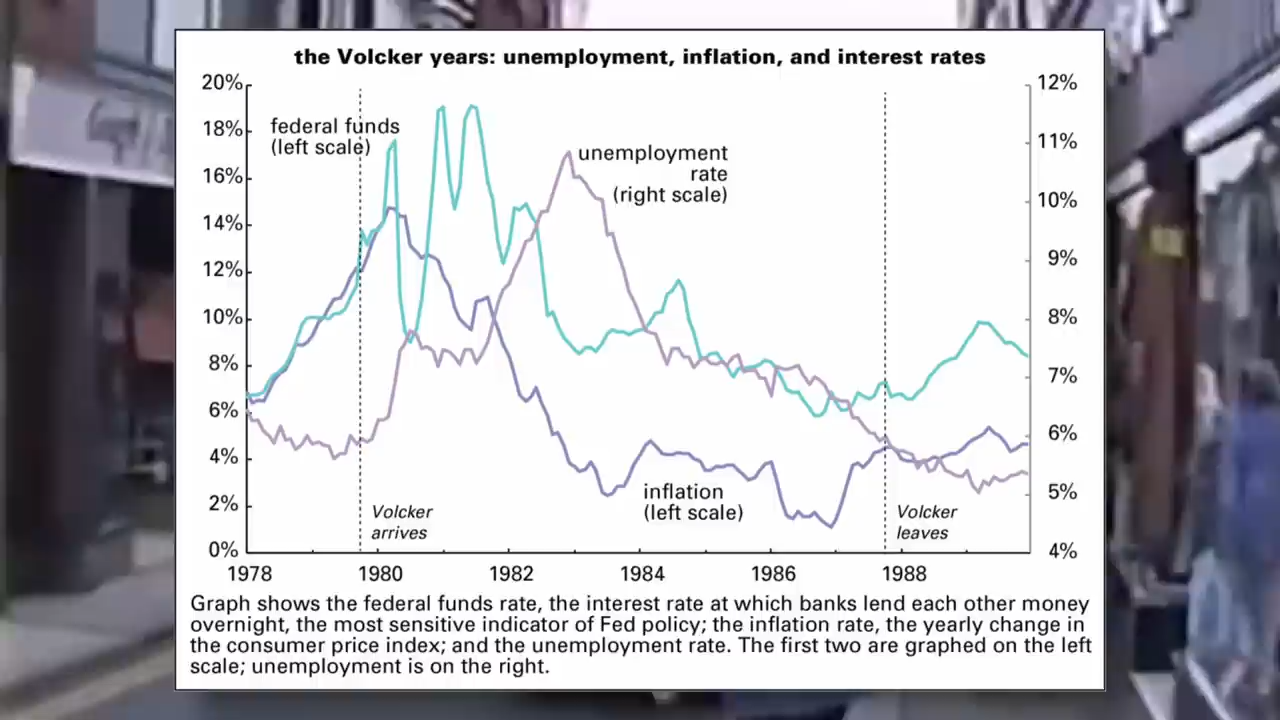 the Volcker years: unemployment, inflation, and interest rates
20%
18%
16%
14%
12%
10%
8%
6%
4%
2%
0%
12%
11%
10%
9%
8%
7%
6%
5%
4%
federal funds
(left scale)
unemployment
rate
(right scale)
inflation
(left scale)
Volcker
arrives
Volcker
leaves
1978 1980 1982 1984 1986 1988
Graph shows the federal funds rate, the interest rate at which banks lend each other money
overnight, the most sensitive indicator of Fed policy; the inflation rate, the yearly change in
the consumer price index; and the unemployment rate. The first two are graphed on the left
scale; unemployment is on the right.